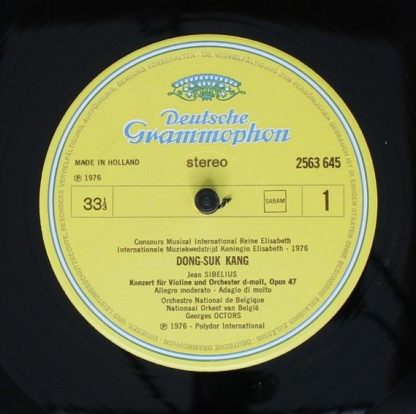 Deutsche
Grammophon
MADE IN HOLLAND
stereo
2563 645
Ⓟ 1976
33⅓
SABAM
1
Concours Musical International Reine Elisabeth
Internationale Muziekwedstrijd Koningin Elisabeth - 1976
DONG-SUK KANG
Jean SIBELIUS
Konzert für Violine und Orchester d-moll, Opus 47
Allegro moderato - Adagio di molto
Orchestre National de Belgique
Nationaal Orkest van België
Georges OCTORS
Ⓟ 1976 - Polydor International